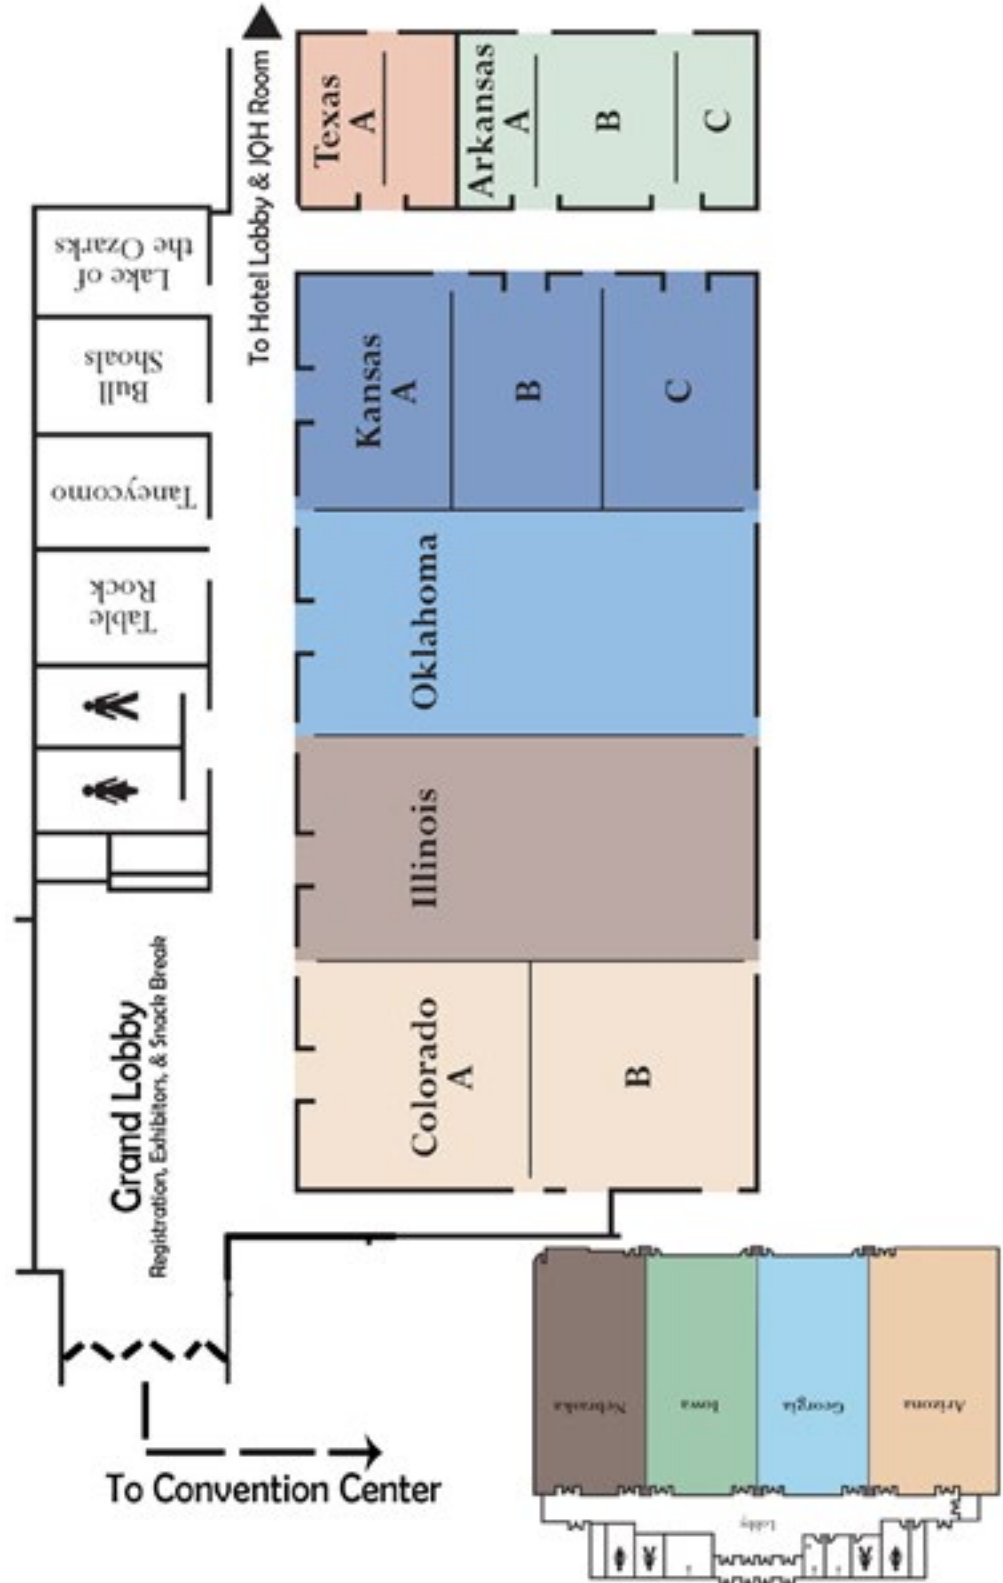 To Hotel Lobby & JQH Room
Texas
A
Arkansas
A
B
C
Lake of
the Ozarks
Bull
Shoals
Taneycomo
Table
Rock
Kansas
A
B
C
Oklahoma
Illinois
Colorado
A
B
Grand Lobby
Registration, Exhibitors, & Snack Break
To Convention Center
Nebraska
Iowa
Georgia
Arizona
Lobby